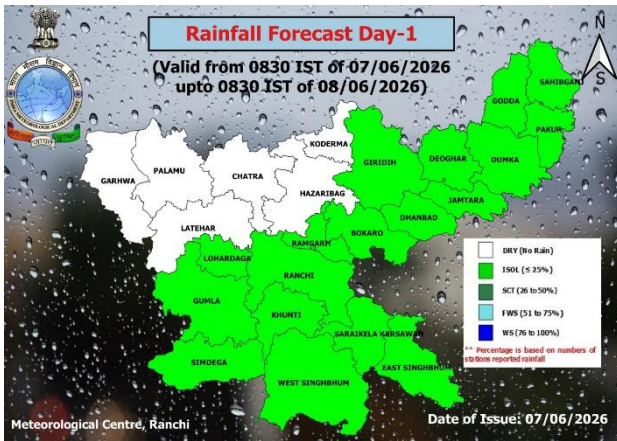 Rainfall Forecast Day-1
(Valid from 0830 IST of 07/06/2026
upto 0830 IST of 08/06/2026)
N
S
SAHIBGANJ
GODDA
PAKUR
KODERMA
GIRIDIH
DEOGHAR
DUMKA
PALAMU
GARHWA
CHATRA
HAZARIBAG
JAMTARA
DHANBAD
LATEHAR
BOKARO
RAMGARH
LOHARDAGA
RANCHI
GUMLA
KHUNTI
SARAIKELA KARSAWAN
SIMDEGA
EAST SINGHBHUM
WEST SINGHBHUM
DRY (No Rain)
ISOL (≤ 25%)
SCT (26 to 50%)
FWS (51 to 75%)
WS (76 to 100%)
** Percentage is based on numbers of
stations reported rainfall
Meteorological Centre, Ranchi
Date of Issue: 07/06/2026